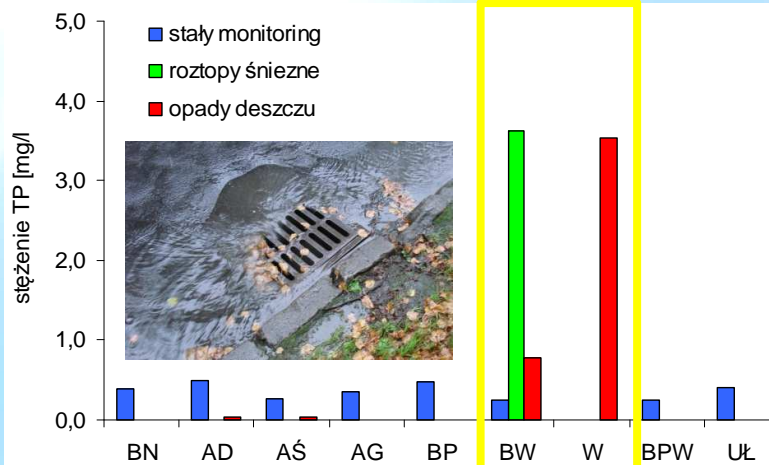 5,0
4,0
3,0
2,0
1,0
0,0
stężenie TP [mg/l]
stały monitoring
roztopy śniezne
opady deszczu
BN AD AŚ AG BP BW W BPW UŁ